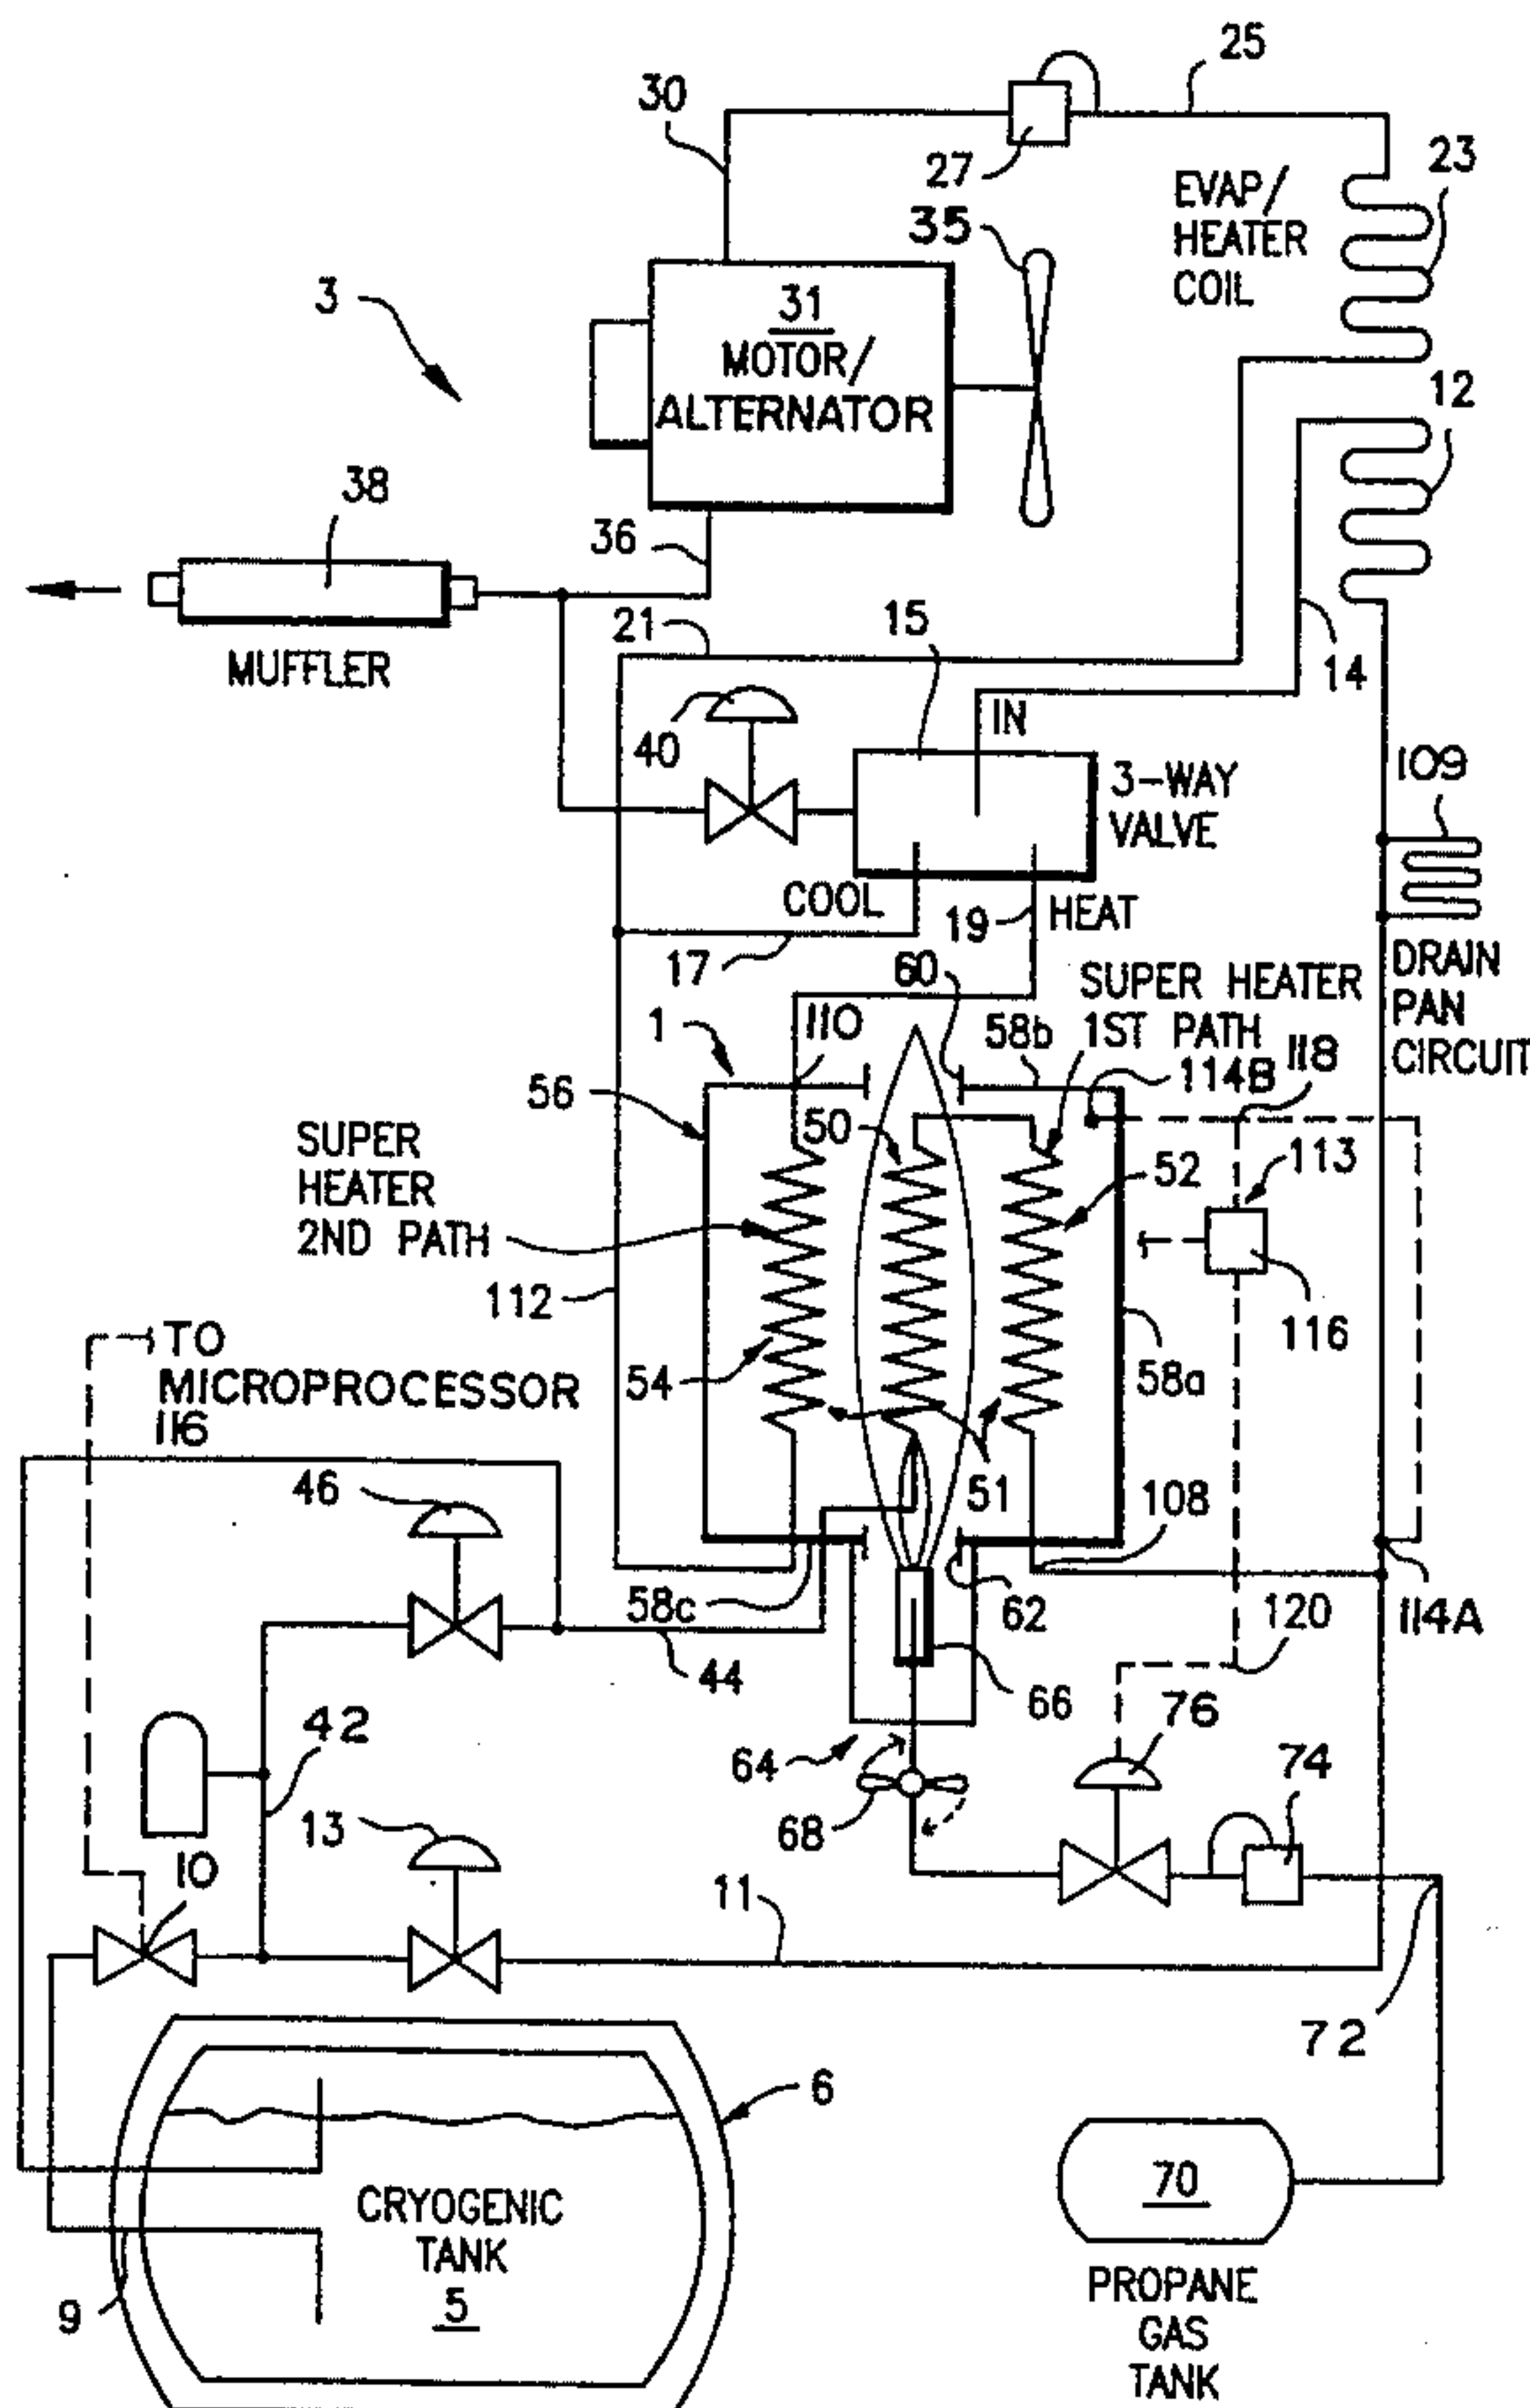 25
30
27
23
EVAP/
HEATER
COIL
35
3
31
MOTOR/
ALTERNATOR
12
38
36
MUFFLER
21
15
14
IN
40
3-WAY
VALVE
109
COOL
19
HEAT
17
60
DRAIN
PAN
CIRCUIT
SUPER HEATER
1ST PATH
1
110
58b
118
114B
56
50
SUPER
HEATER
2ND PATH
52
113
112
116
TO
MICROPROCESSOR
116
54
58a
46
51
108
58c
62
114A
44
120
66
42
76
64
74
13
68
10
11
72
6
CRYOGENIC
TANK
5
70
9
PROPANE
GAS
TANK